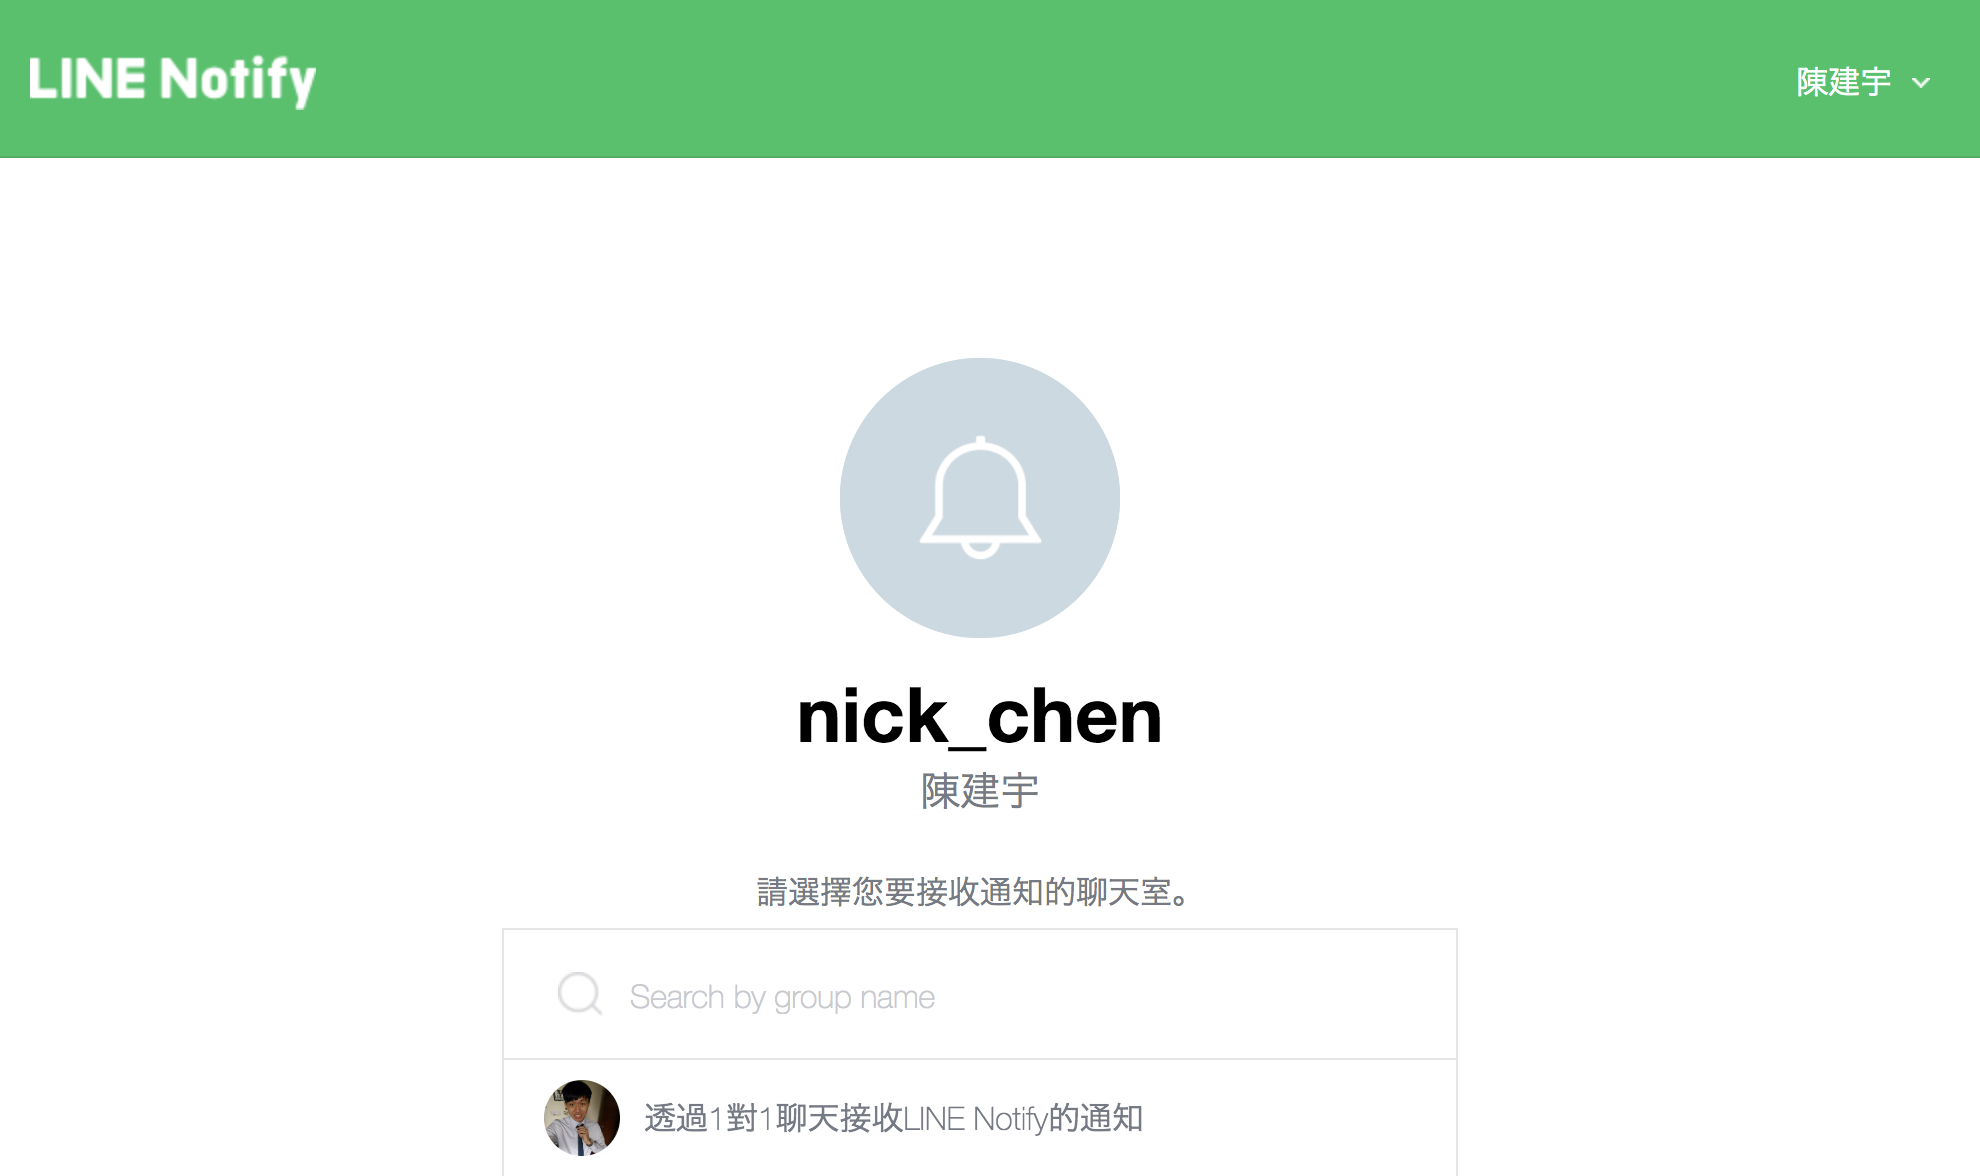 LINE Notify
陳建宇
nick_chen
陳建宇
請選擇您要接收通知的聊天室。
Search by group name
透過1對1聊天接收LINE Notify的通知